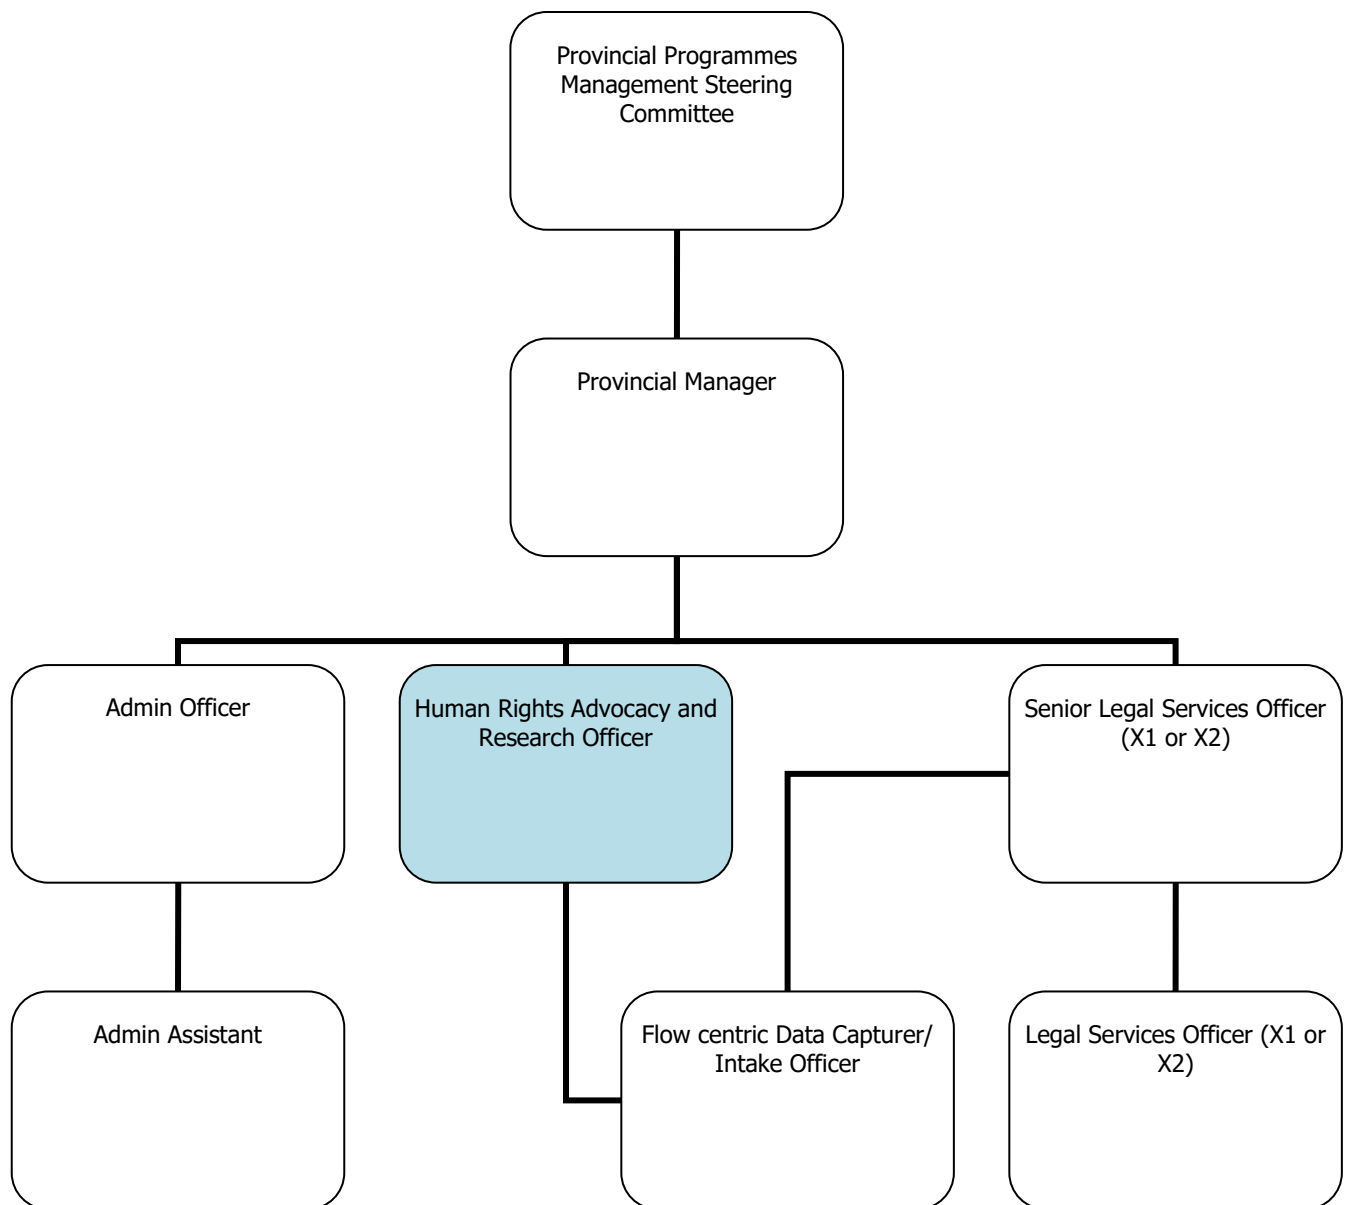 Provincial Programmes
Management Steering
Committee
Provincial Manager
Admin Officer
Human Rights Advocacy and
Research Officer
Senior Legal Services Officer
(X1 or X2)
Admin Assistant
Flow centric Data Capturer/
Intake Officer
Legal Services Officer (X1 or
X2)